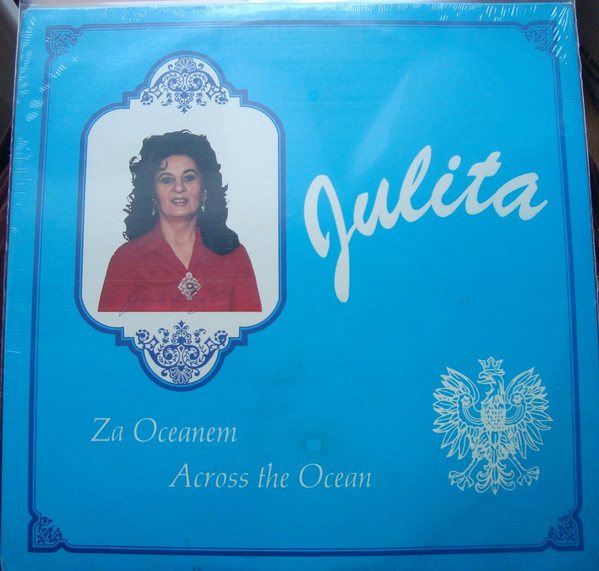 Julita
Za Oceanem
Across the Ocean